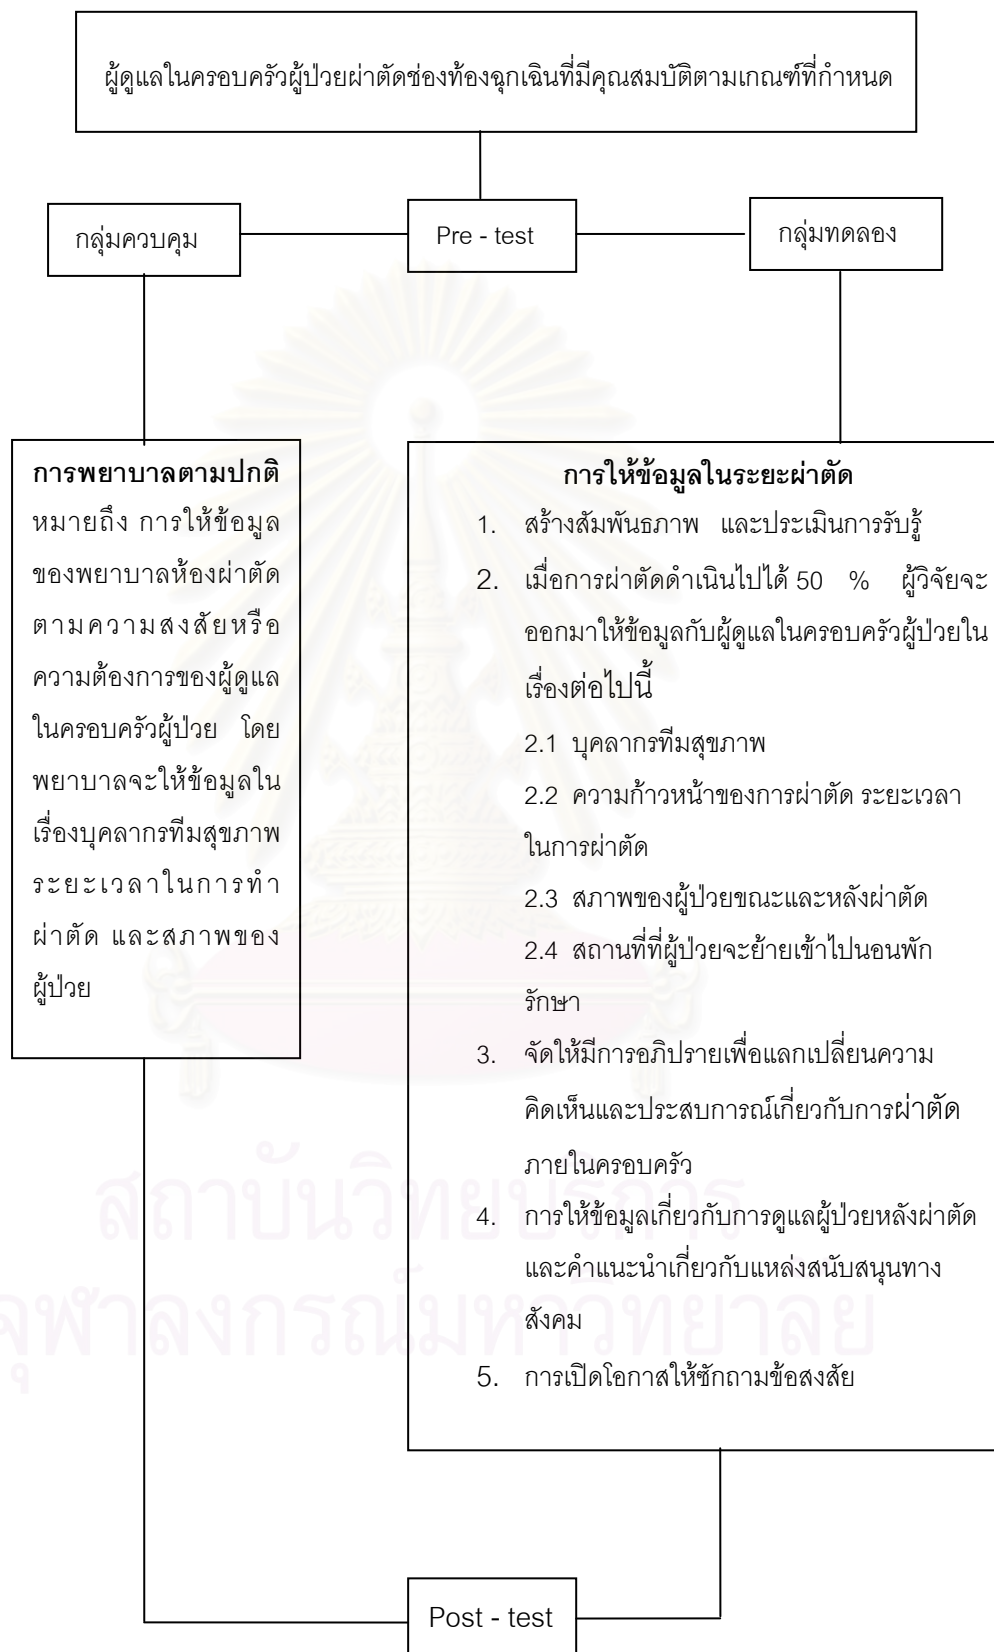 ผู้ดูแลในครอบครัวผู้ป่วยผ่าตัดช่องท้องฉุกเฉินที่มีคุณสมบัติตามเกณฑ์ที่กำหนด
กลุ่มควบคุม
Pre - test
กลุ่มทดลอง
การพยาบาลตามปกติ
หมายถึง การให้ข้อมูล
ของพยาบาลห้องผ่าตัด
ตามความสงสัยหรือ
ความต้องการของผู้ดูแล
ในครอบครัวผู้ป่วย โดย
พยาบาลจะให้ข้อมูลใน
เรื่องบุคลากรทีมสุขภาพ
ระยะเวลาในการทำ
ผ่าตัด และสภาพของ
ผู้ป่วย
การให้ข้อมูลในระยะผ่าตัด
1. สร้างสัมพันธภาพ และประเมินการรับรู้
2. เมื่อการผ่าตัดดำเนินไปได้ 50 % ผู้วิจัยจะ
ออกมาให้ข้อมูลกับผู้ดูแลในครอบครัวผู้ป่วยใน
เรื่องต่อไปนี้
2.1 บุคลากรทีมสุขภาพ
2.2 ความก้าวหน้าของการผ่าตัด ระยะเวลา
ในการผ่าตัด
2.3 สภาพของผู้ป่วยขณะและหลังผ่าตัด
2.4 สถานที่ที่ผู้ป่วยจะย้ายเข้าไปนอนพัก
รักษา
3. จัดให้มีการอภิปรายเพื่อแลกเปลี่ยนความ
คิดเห็นและประสบการณ์เกี่ยวกับการผ่าตัด
ภายในครอบครัว
4. การให้ข้อมูลเกี่ยวกับการดูแลผู้ป่วยหลังผ่าตัด
และคำแนะนำเกี่ยวกับแหล่งสนับสนุนทาง
สังคม
5. การเปิดโอกาสให้ซักถามข้อสงสัย
สถาบันวิทยบริการ
จุฬาลงกรณ์มหาวิทยาลัย
Post - test